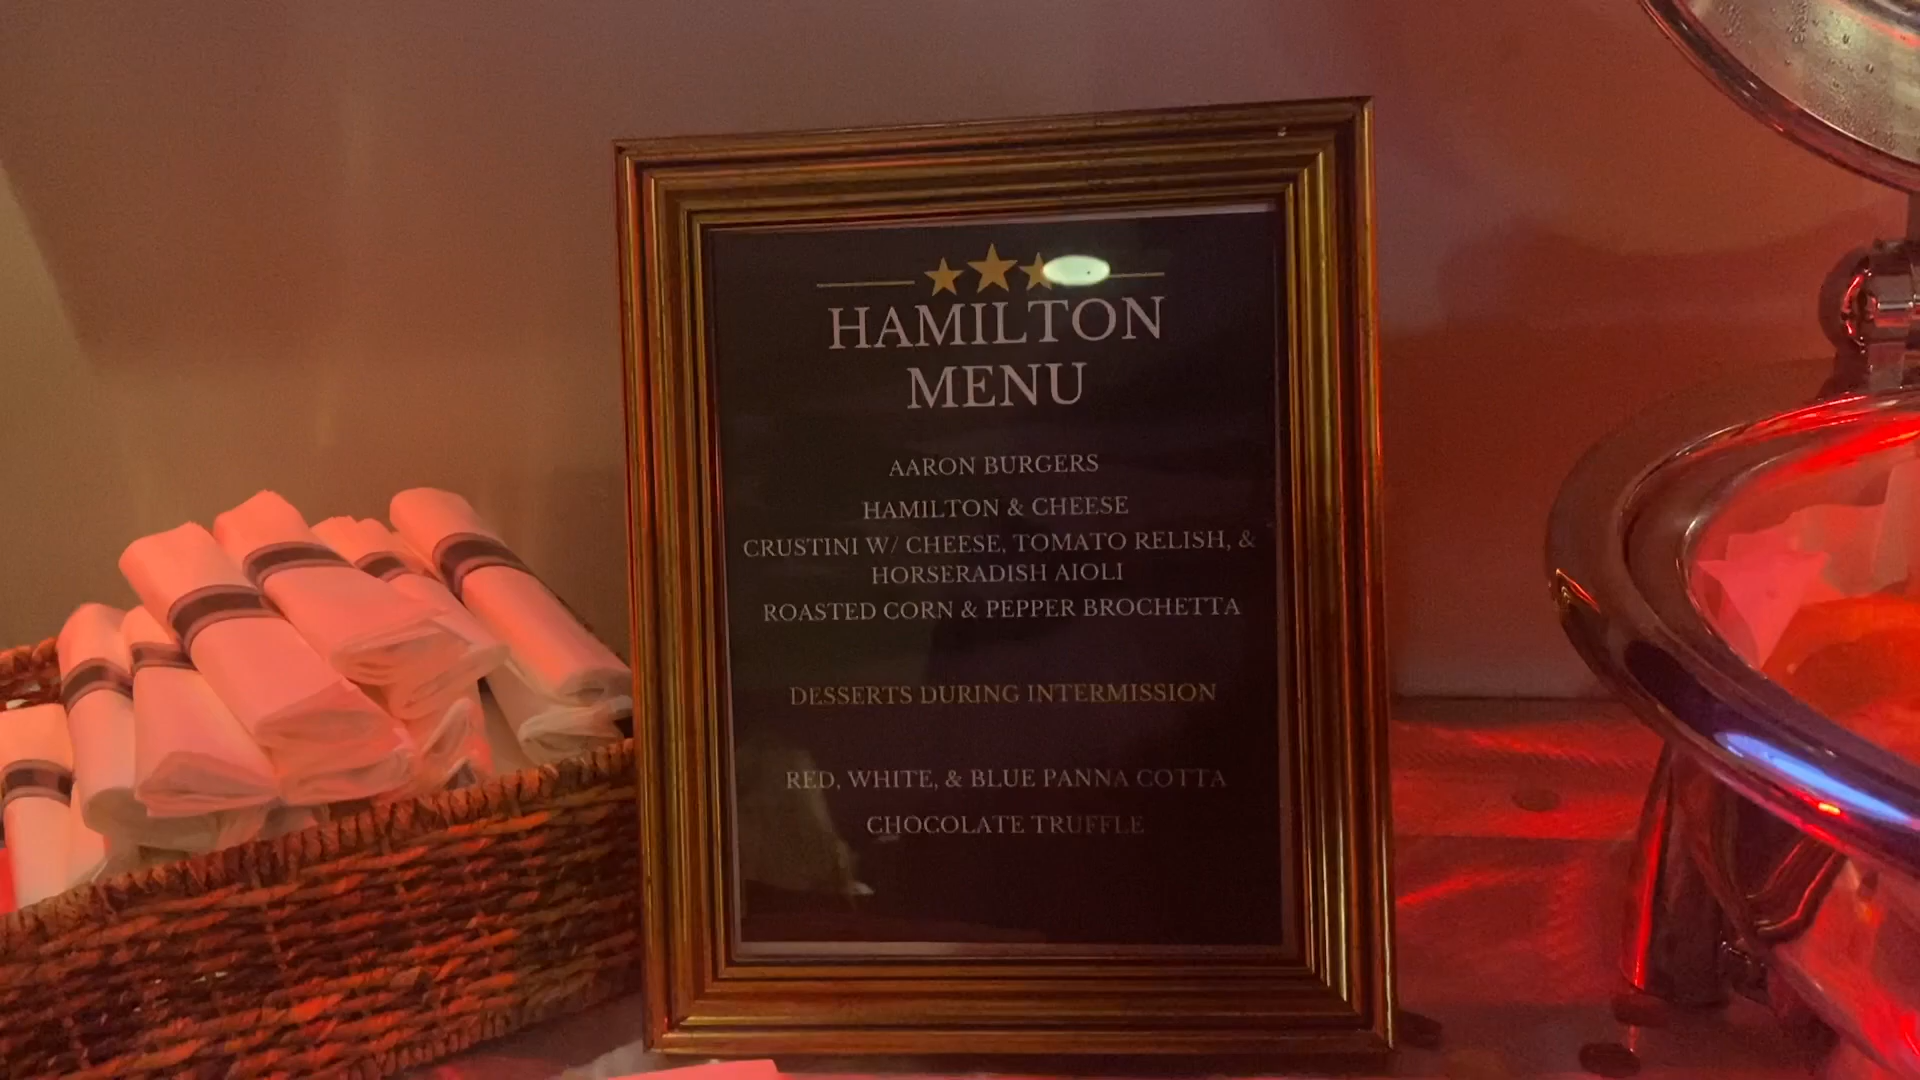 HAMILTON
MENU
AARON BURGERS
HAMILTON & CHEESE
CRUSTINI W/ CHEESE, TOMATO RELISH, &
HORSERADISH AIOLI
ROASTED CORN & PEPPER BROCHETTA
DESSERTS DURING INTERMISSION
RED, WHITE, & BLUE PANNA COTTA
CHOCOLATE TRUFFLE